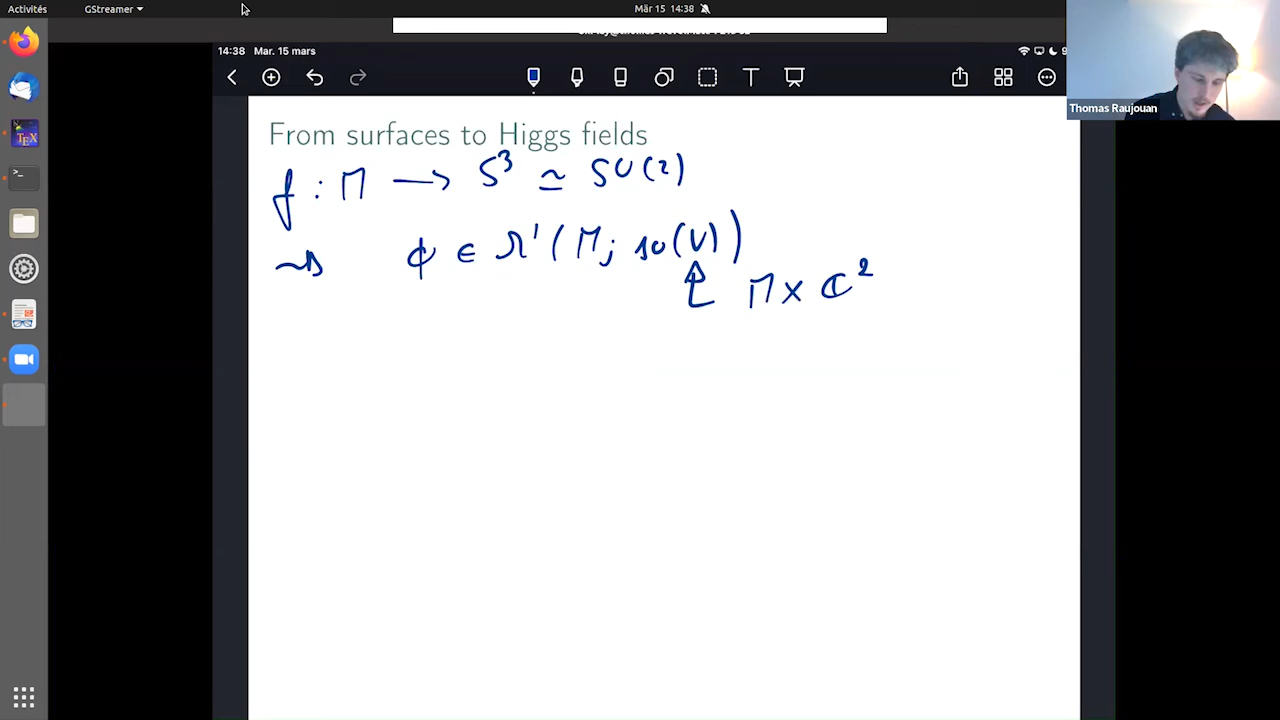 Activités
GStreamer
Mär 15 14:38
14:38 Mar. 15 mars
Thomas Raujouan
From surfaces to Higgs fields
f : M → S³ ≃ SU(2)
⇝ ϕ ∈ Ω¹(M; su(V))
M × ℂ²